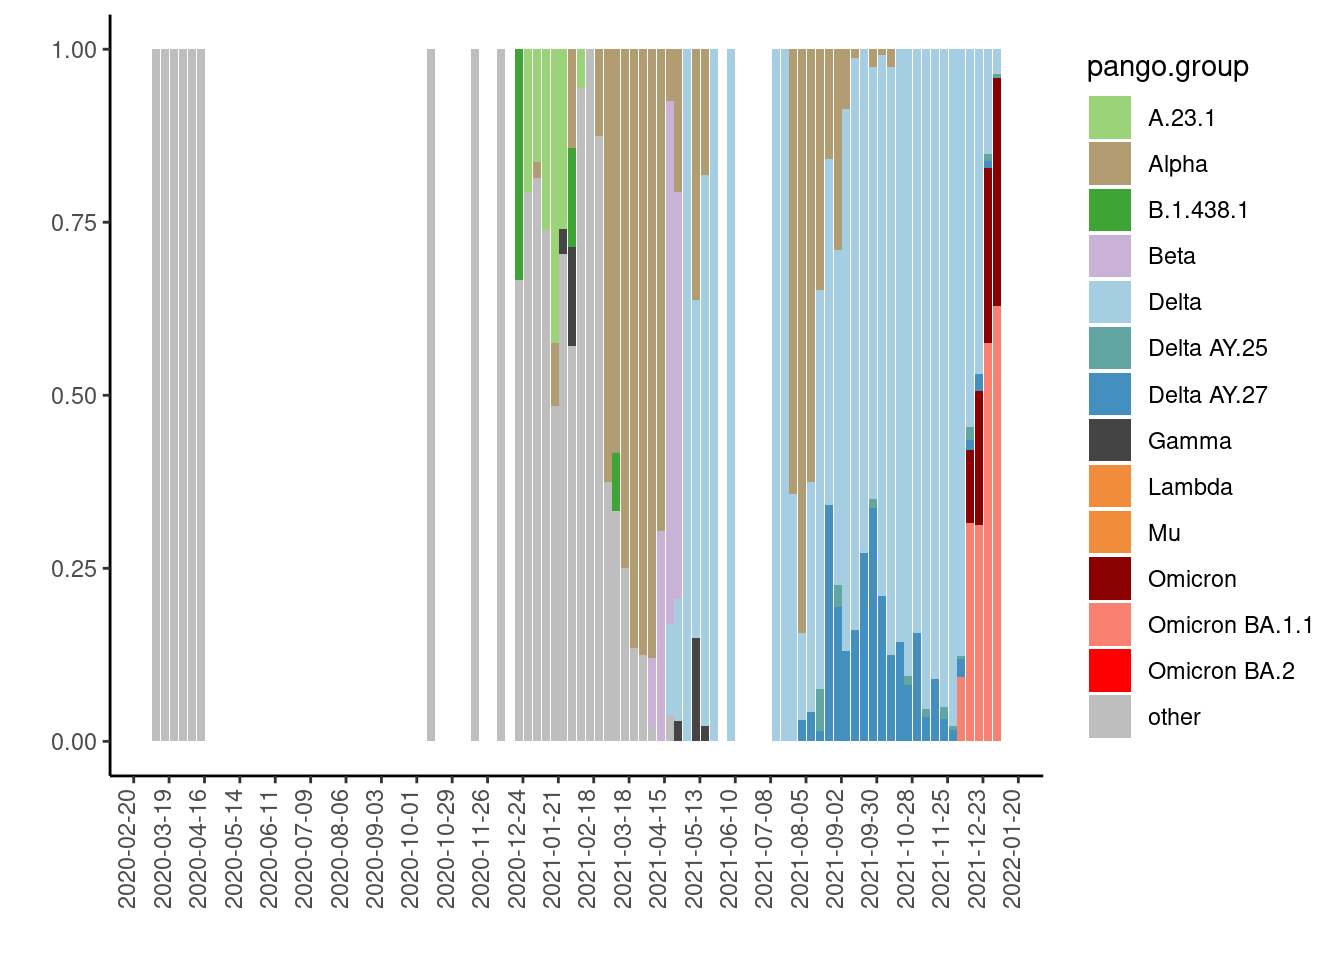 1.00
0.75
0.50
0.25
0.00
2020-02-20
2020-03-19
2020-04-16
2020-05-14
2020-06-11
2020-07-09
2020-08-06
2020-09-03
2020-10-01
2020-10-29
2020-11-26
2020-12-24
2021-01-21
2021-02-18
2021-03-18
2021-04-15
2021-05-13
2021-06-10
2021-07-08
2021-08-05
2021-09-02
2021-09-30
2021-10-28
2021-11-25
2021-12-23
2022-01-20
pango.group
A.23.1
Alpha
B.1.438.1
Beta
Delta
Delta AY.25
Delta AY.27
Gamma
Lambda
Mu
Omicron
Omicron BA.1.1
Omicron BA.2
other